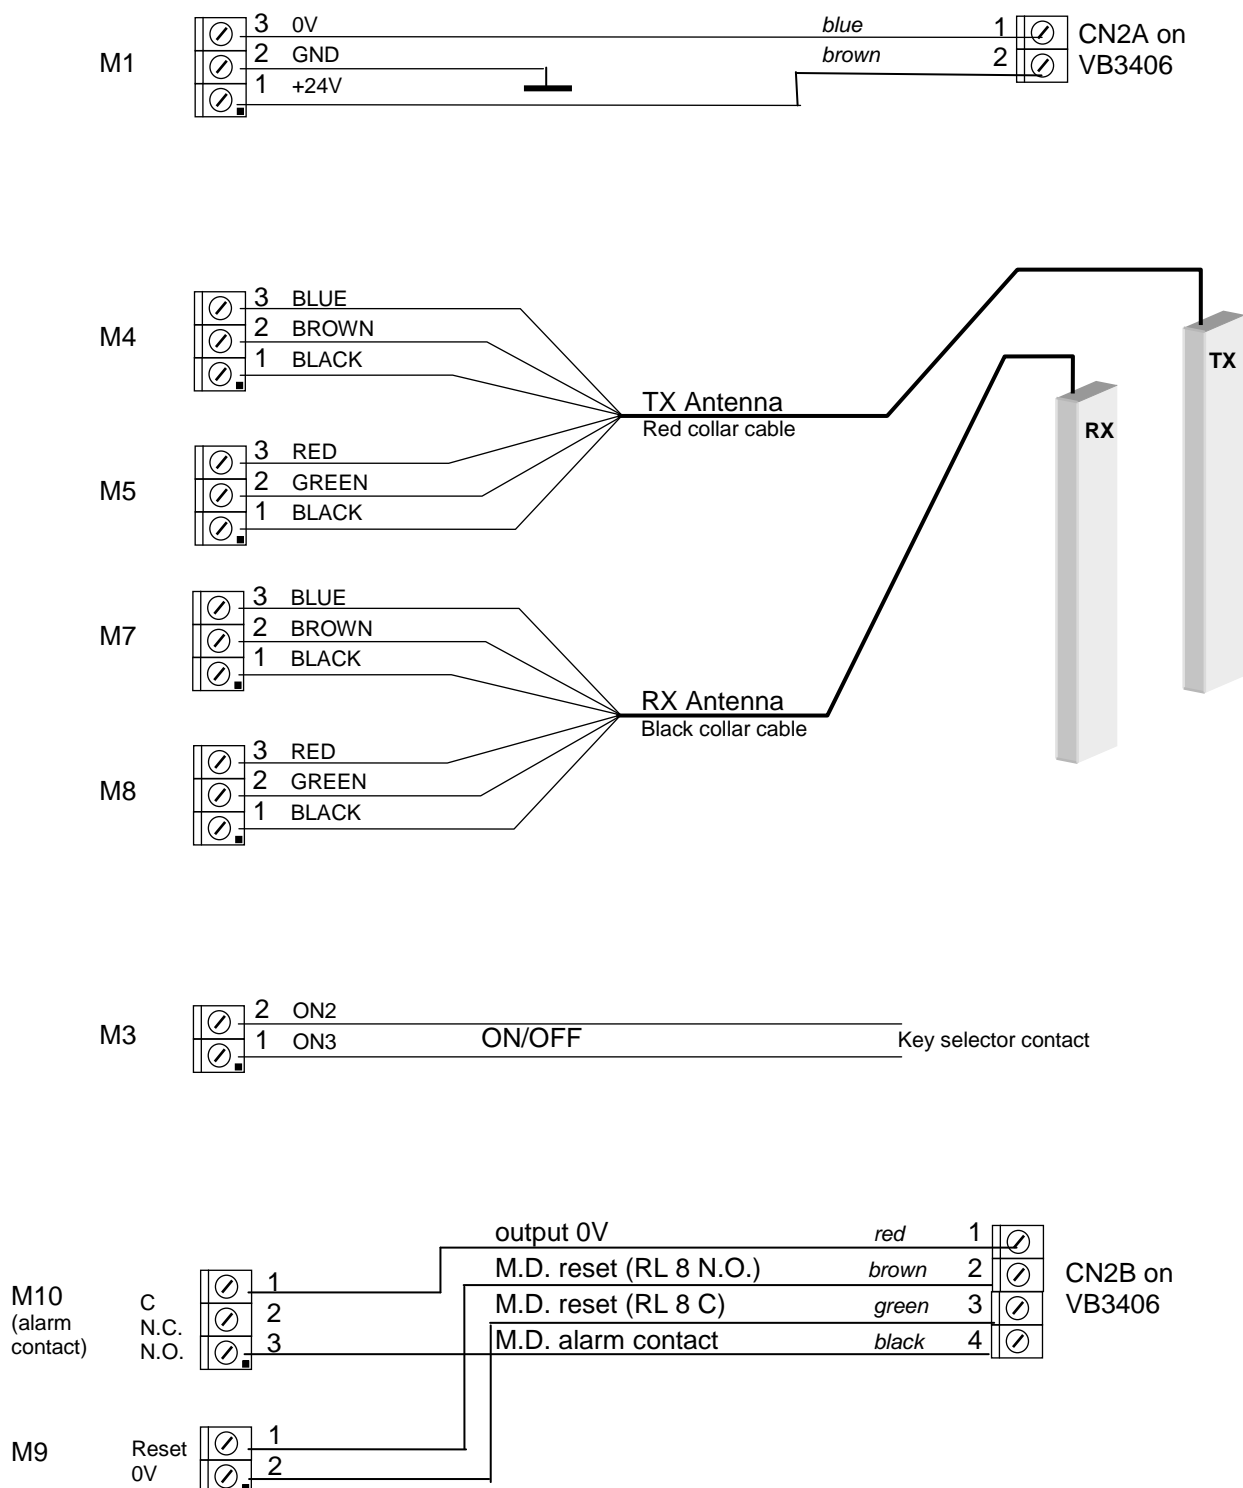 M1
3 0V
2 GND
1 +24V
blue 1
brown 2
CN2A on
VB3406
M4
3 BLUE
2 BROWN
1 BLACK
M5
3 RED
2 GREEN
1 BLACK
TX Antenna
Red collar cable
TX
RX
M7
3 BLUE
2 BROWN
1 BLACK
M8
3 RED
2 GREEN
1 BLACK
RX Antenna
Black collar cable
M3
2 ON2
1 ON3
ON/OFF
Key selector contact
M10
(alarm
contact)
C 1
N.C. 2
N.O. 3
output 0V red 1
M.D. reset (RL 8 N.O.) brown 2
M.D. reset (RL 8 C) green 3
M.D. alarm contact black 4
CN2B on
VB3406
M9
Reset 1
0V 2